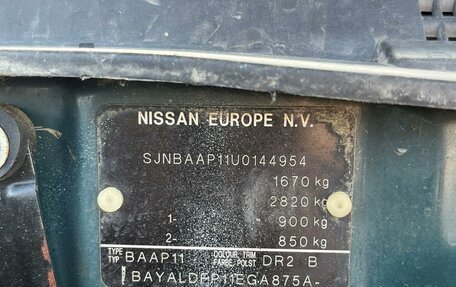 NISSAN EUROPE N.V.
SJNBAAP11U0144954
1670 kg
2820 kg
1- - 900 kg
2- 850 kg
TYPE TYP BAAP11 COLOUR, TRIM FARBE, POLST DR2 B
BAYALDFP11EGA875A-